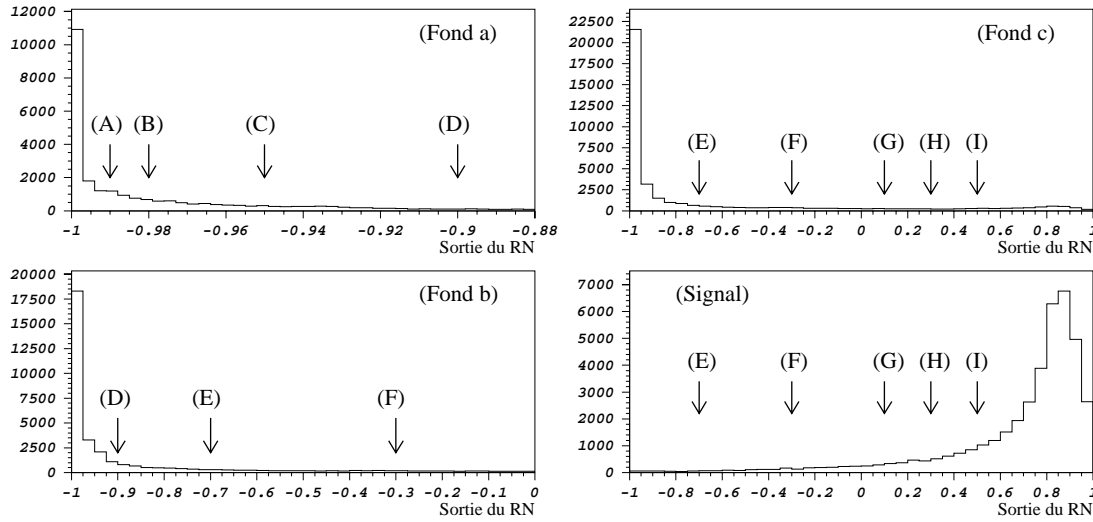 12000
10000
8000
6000
4000
2000
0
(Fond a)
(A) (B) (C) (D)
-1 -0.98 -0.96 -0.94 -0.92 -0.9 -0.88
Sortie du RN
22500
20000
17500
15000
12500
10000
7500
5000
2500
0
(Fond c)
(E) (F) (G) (H) (I)
-1 -0.8 -0.6 -0.4 -0.2 0 0.2 0.4 0.6 0.8 1
Sortie du RN
20000
17500
15000
12500
10000
7500
5000
2500
0
(Fond b)
(D) (E) (F)
-1 -0.9 -0.8 -0.7 -0.6 -0.5 -0.4 -0.3 -0.2 -0.1 0
Sortie du RN
7000
6000
5000
4000
3000
2000
1000
0
(Signal)
(E) (F) (G) (H) (I)
-1 -0.8 -0.6 -0.4 -0.2 0 0.2 0.4 0.6 0.8 1
Sortie du RN